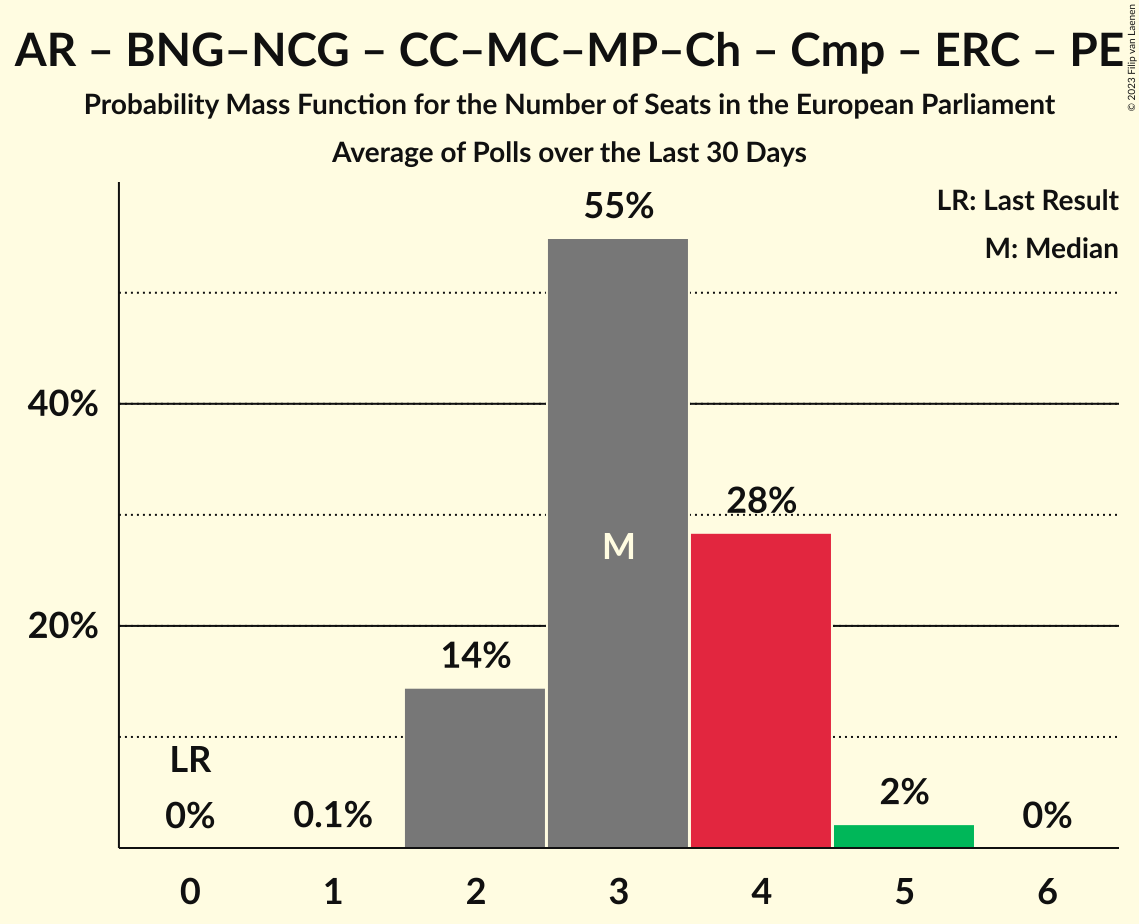 AR – BNG–NCG – CC–MC–MP–Ch – Cmp – ERC – PE
Probability Mass Function for the Number of Seats in the European Parliament
Average of Polls over the Last 30 Days
© 2023 Filip van Laenen
LR: Last Result
M: Median
55%
40%
28%
M
20%
14%
LR
2%
0%
0.1%
0%
0 1 2 3 4 5 6